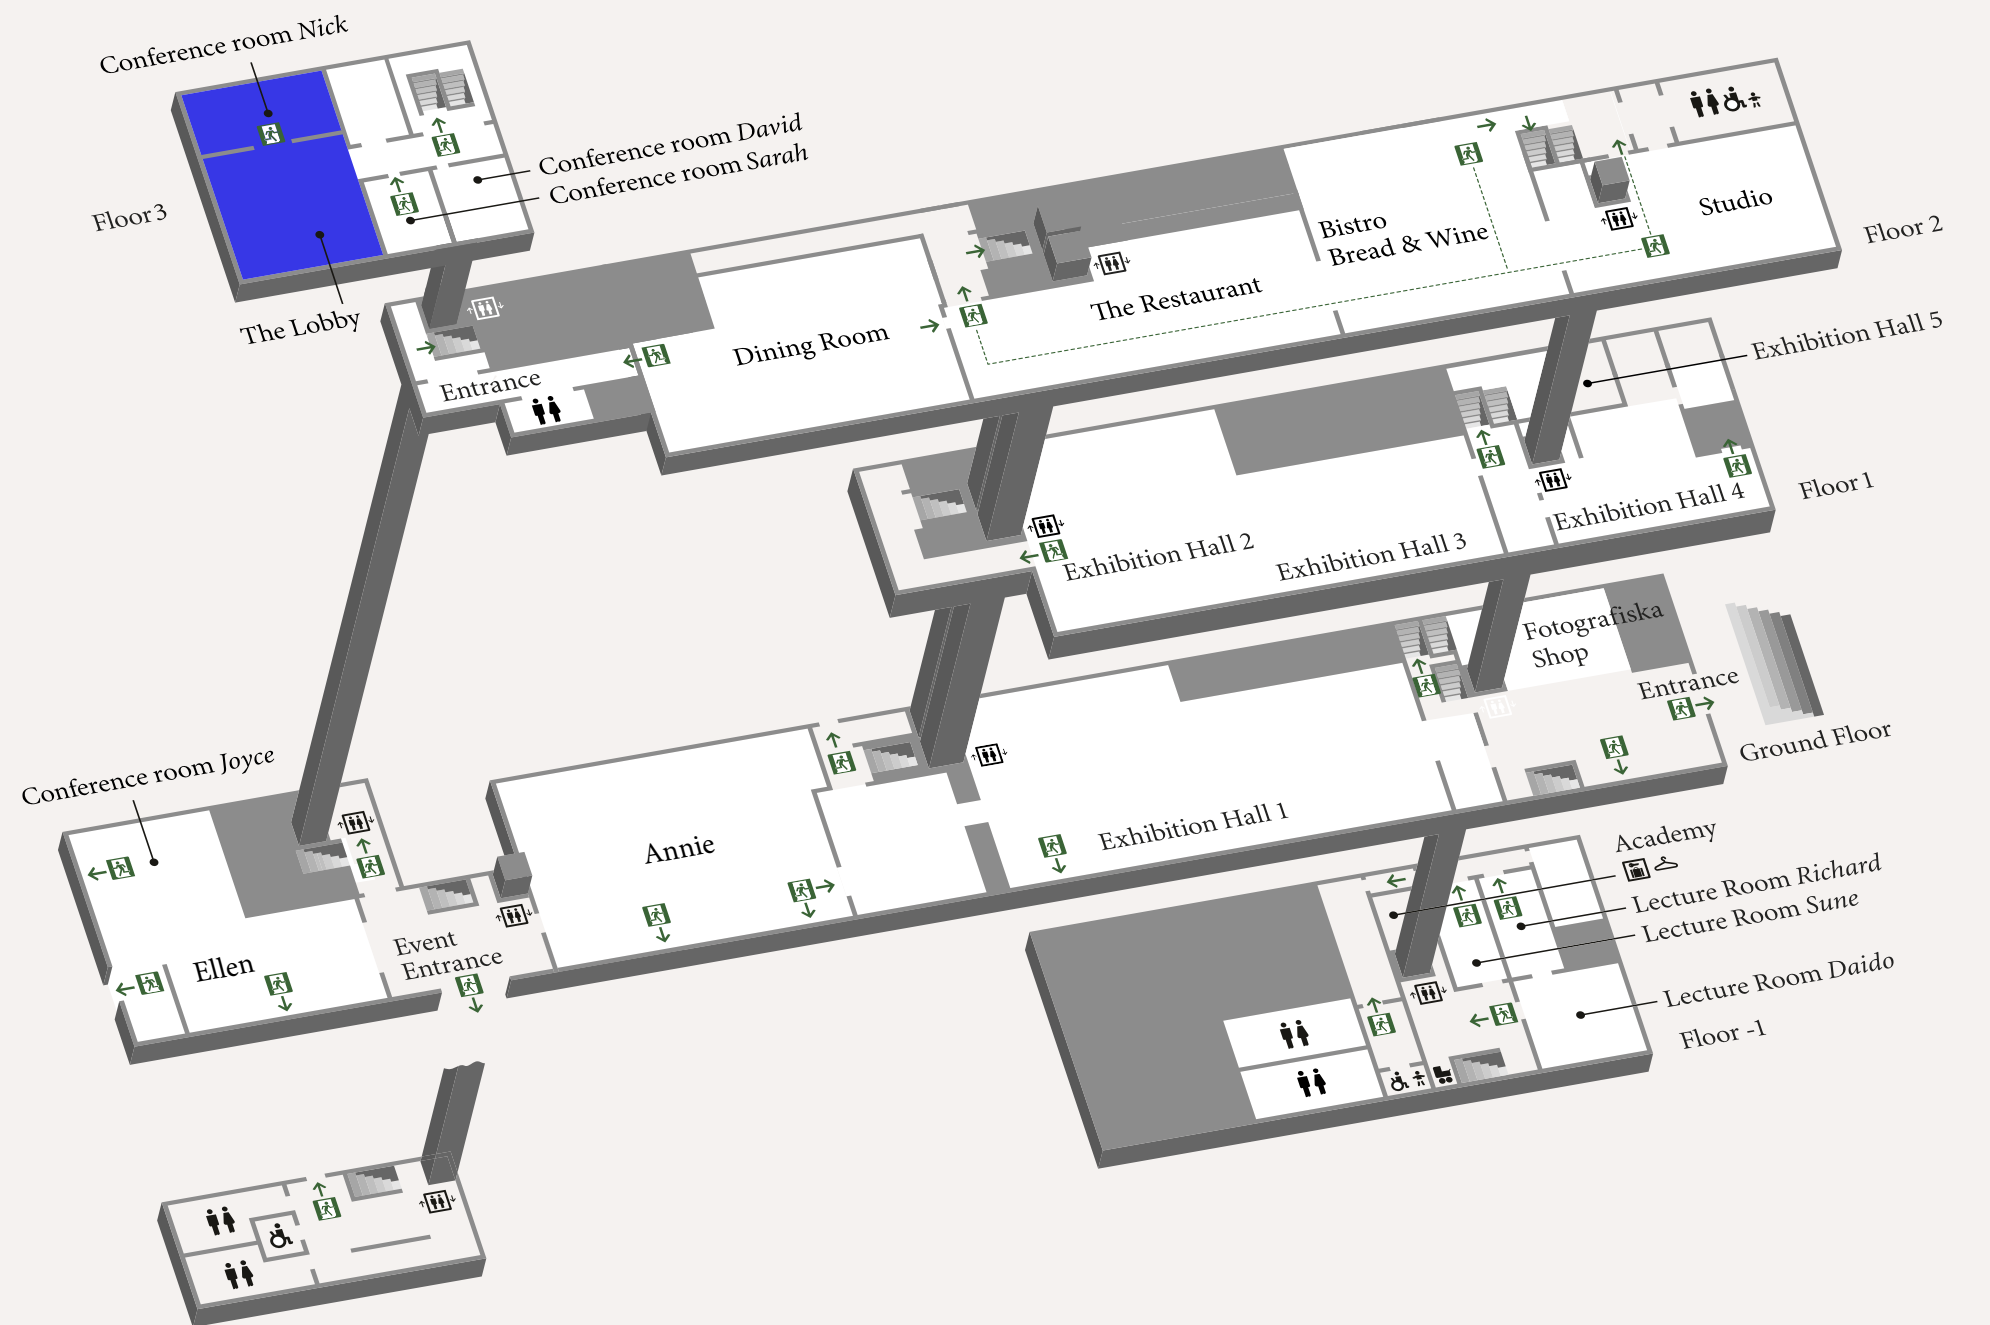 Conference room Nick
Conference room David
Conference room Sarah
Floor 3
The Lobby
Entrance
Dining Room
The Restaurant
Bistro
Bread & Wine
Studio
Floor 2
Exhibition Hall 5
Exhibition Hall 2
Exhibition Hall 3
Exhibition Hall 4
Floor 1
Fotografiska
Shop
Entrance
Ground Floor
Conference room Joyce
Ellen
Event
Entrance
Annie
Exhibition Hall 1
Academy
Lecture Room Richard
Lecture Room Sune
Lecture Room Daido
Floor -1